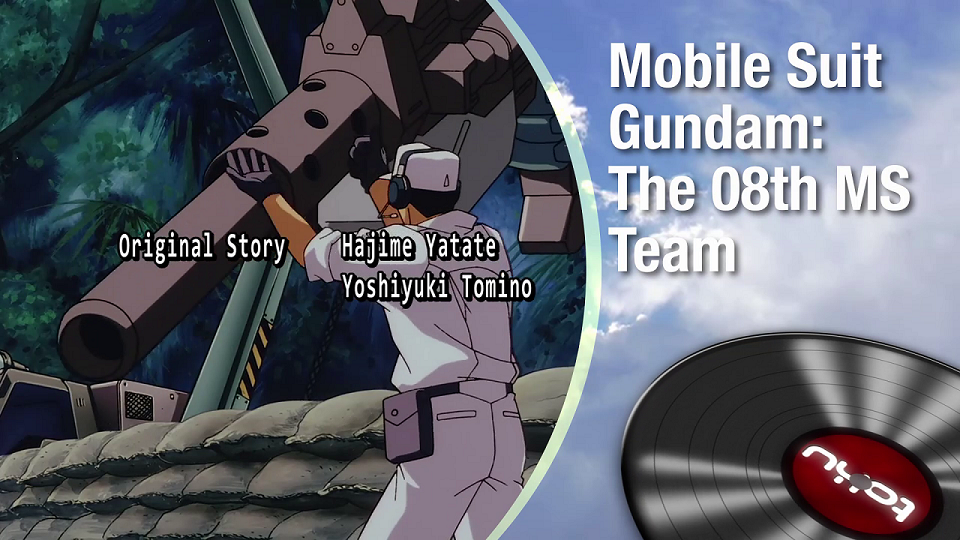 Original Story
Hajime Yatate
Yoshiyuki Tomino
Mobile Suit
Gundam:
The 08th MS
Team